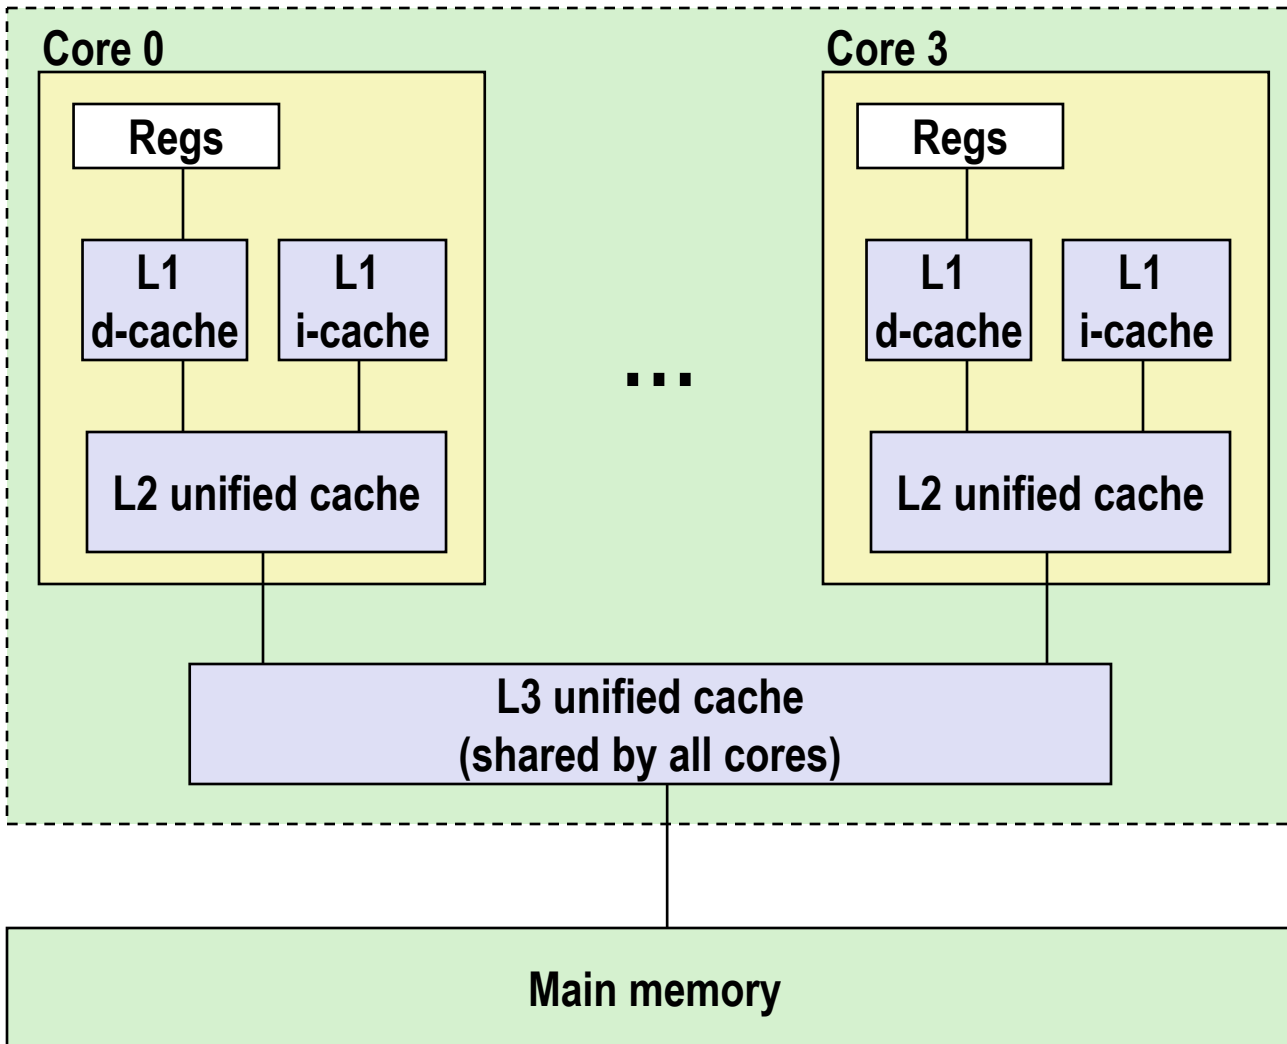 Core 0
Regs
L1
d-cache
L1
i-cache
L2 unified cache
...
Core 3
Regs
L1
d-cache
L1
i-cache
L2 unified cache
L3 unified cache
(shared by all cores)
Main memory